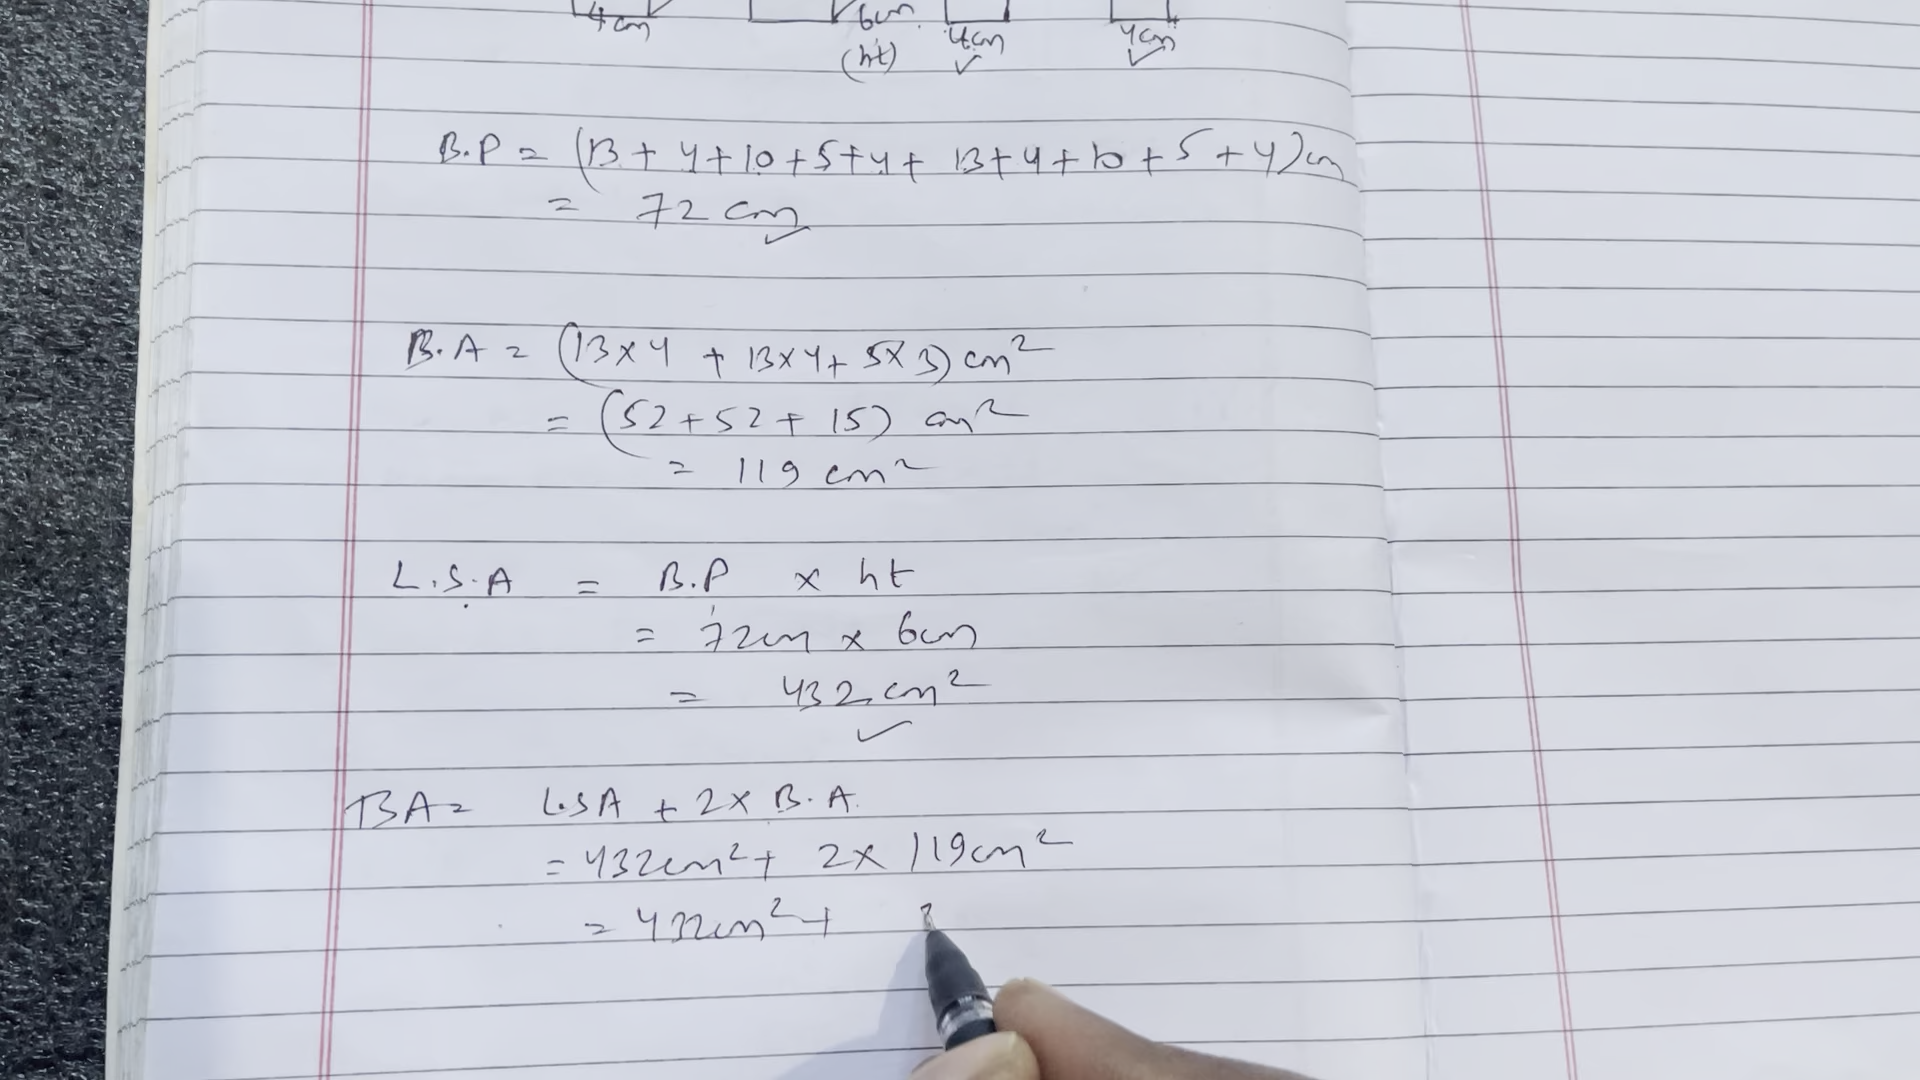 4cm 6cm 4cm 4cm
(ht)
B.P = (13 + 4 + 10 + 5 + 4 + 13 + 4 + 10 + 5 + 4) cm
= 72 cm
B.A = (13 x 4 + 13 x 4 + 5 x 3) cm²
= (52 + 52 + 15) cm²
= 119 cm²
L.S.A = B.P x ht
= 72cm x 6cm
= 432 cm²
TSA = LSA + 2 x B.A.
= 432cm² + 2 x 119cm²
= 432cm² + 2